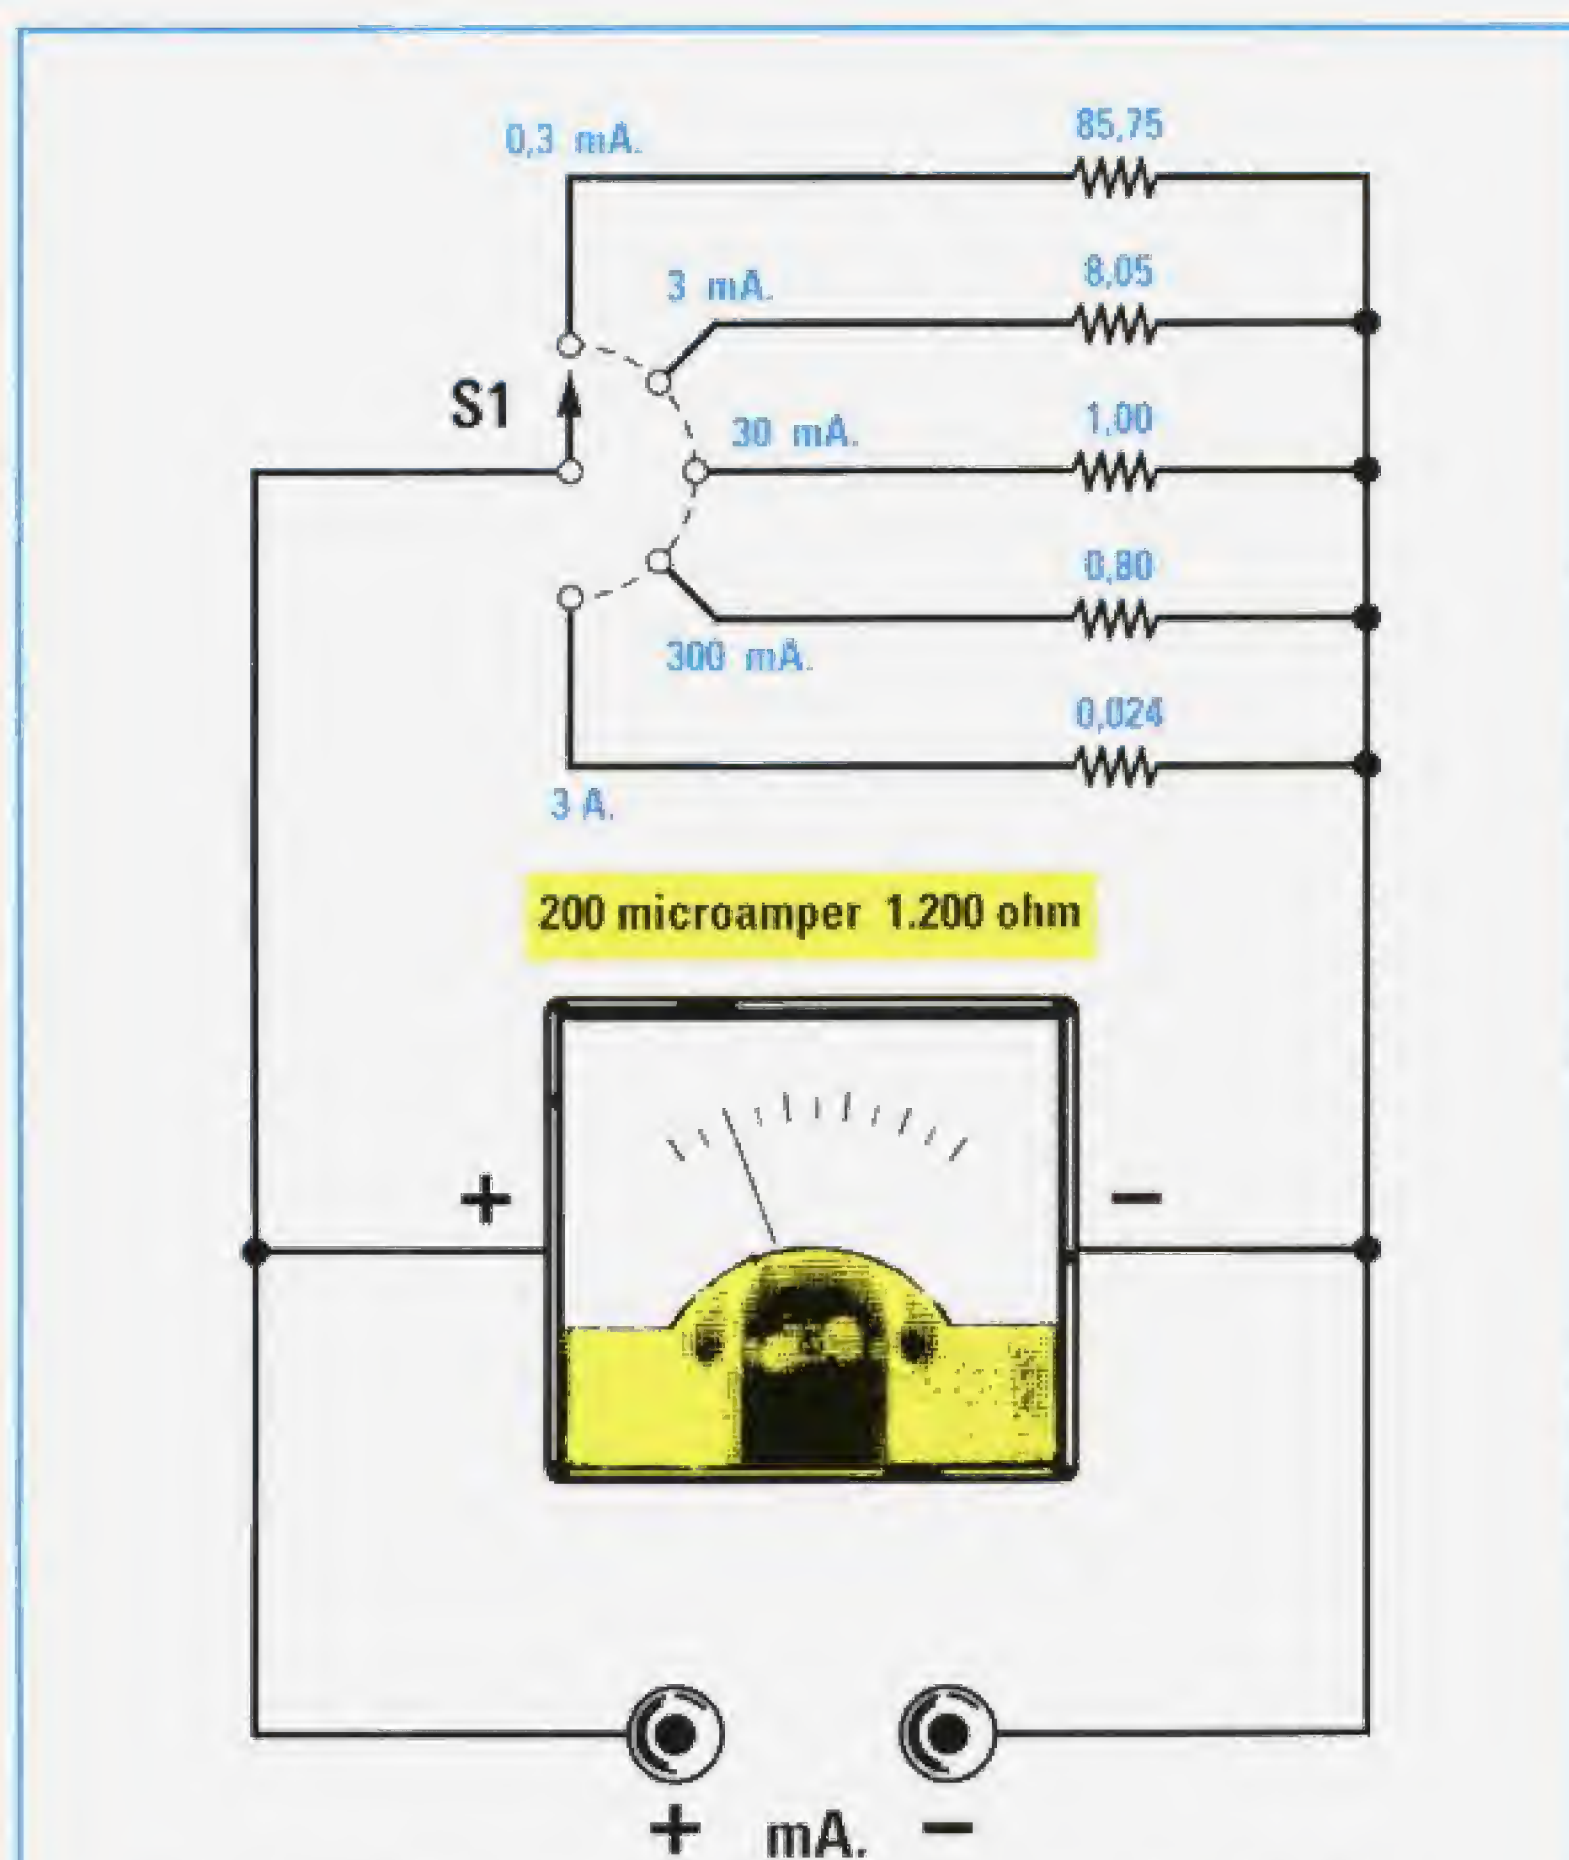 0,3 mA.
85,75
3 mA.
8,05
S1
30 mA.
1,00
0,80
300 mA.
0,024
3 A.
200 microamper 1.200 ohm
+ −
+ mA. −